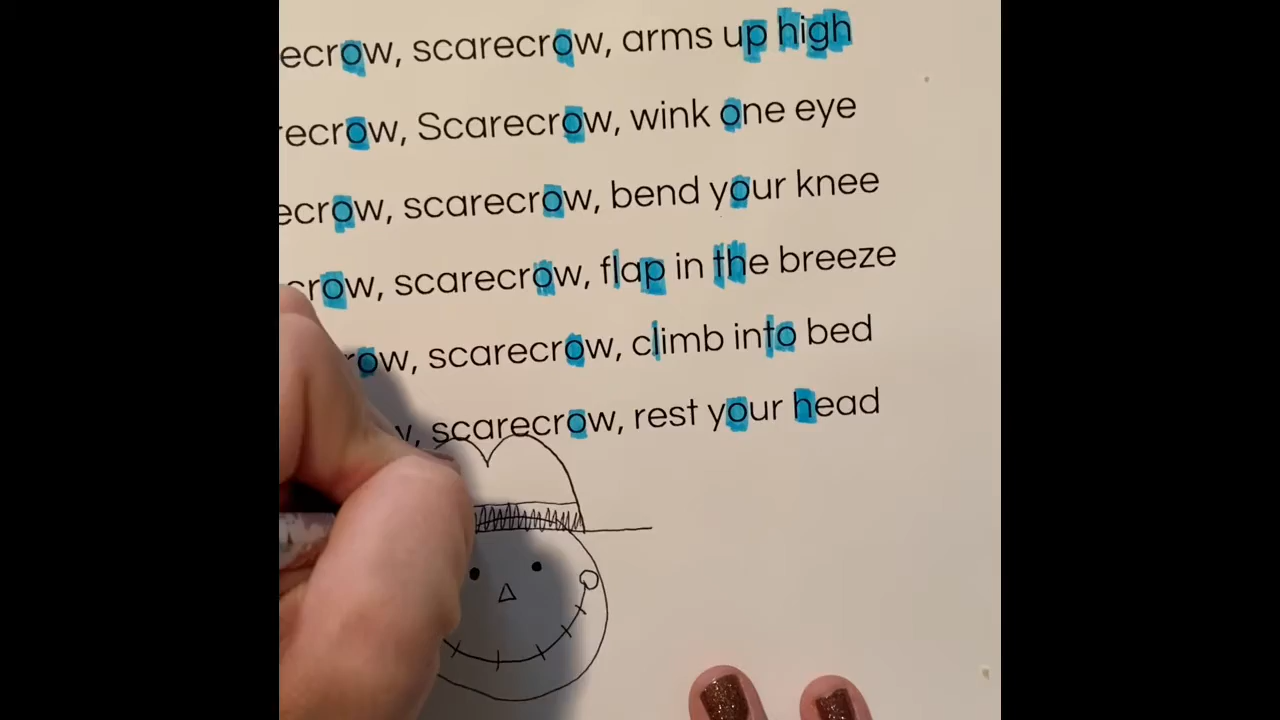 ecrow, scarecrow, arms up high
recrow, Scarecrow, wink one eye
ecrow, scarecrow, bend your knee
crow, scarecrow, flap in the breeze
row, scarecrow, climb into bed
w, scarecrow, rest your head